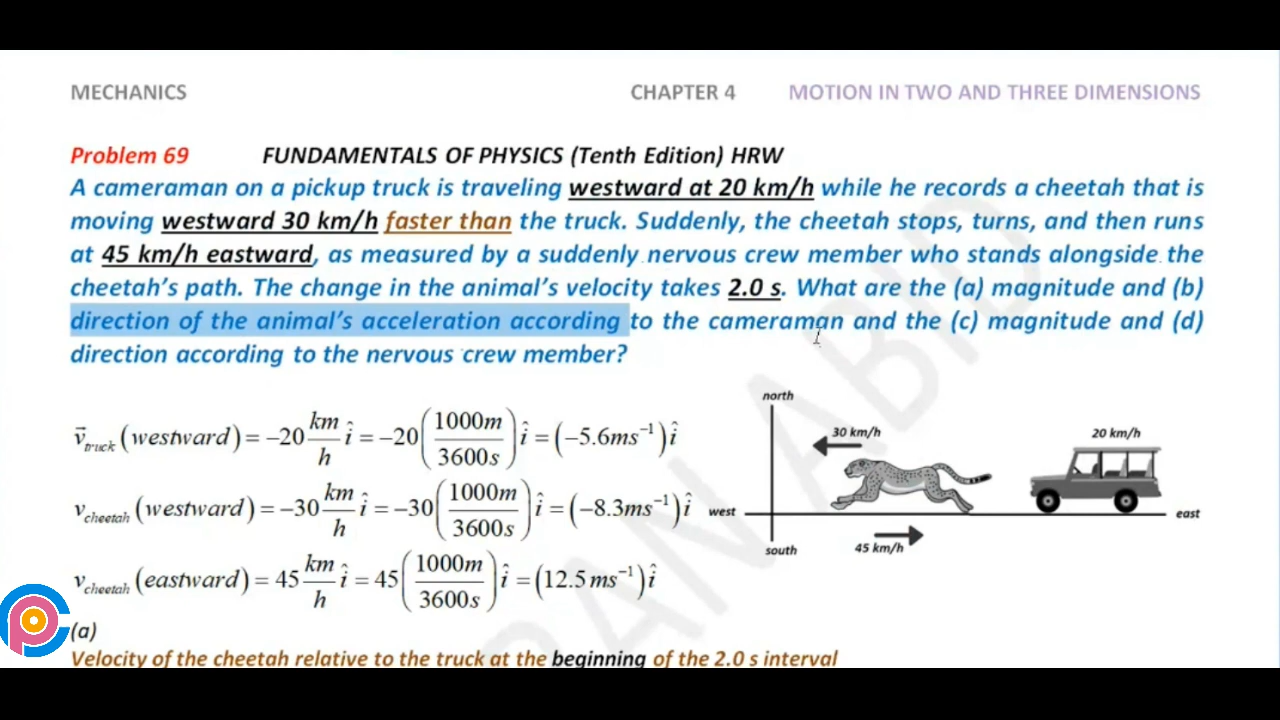 MECHANICS CHAPTER 4 MOTION IN TWO AND THREE DIMENSIONS
Problem 69 FUNDAMENTALS OF PHYSICS (Tenth Edition) HRW
A cameraman on a pickup truck is traveling westward at 20 km/h while he records a cheetah that is
moving westward 30 km/h faster than the truck. Suddenly, the cheetah stops, turns, and then runs
at 45 km/h eastward, as measured by a suddenly nervous crew member who stands alongside the
cheetah's path. The change in the animal's velocity takes 2.0 s. What are the (a) magnitude and (b)
direction of the animal's acceleration according to the cameraman and the (c) magnitude and (d)
direction according to the nervous crew member?
v⃗truck (westward) = −20 km/h î = −20(1000m/3600s) î = (−5.6ms⁻¹) î
vcheetah (westward) = −30 km/h î = −30(1000m/3600s) î = (−8.3ms⁻¹) î
vcheetah (eastward) = 45 km/h î = 45(1000m/3600s) î = (12.5ms⁻¹) î
north
30 km/h
20 km/h
west
east
south
45 km/h
(a)
Velocity of the cheetah relative to the truck at the beginning of the 2.0 s interval